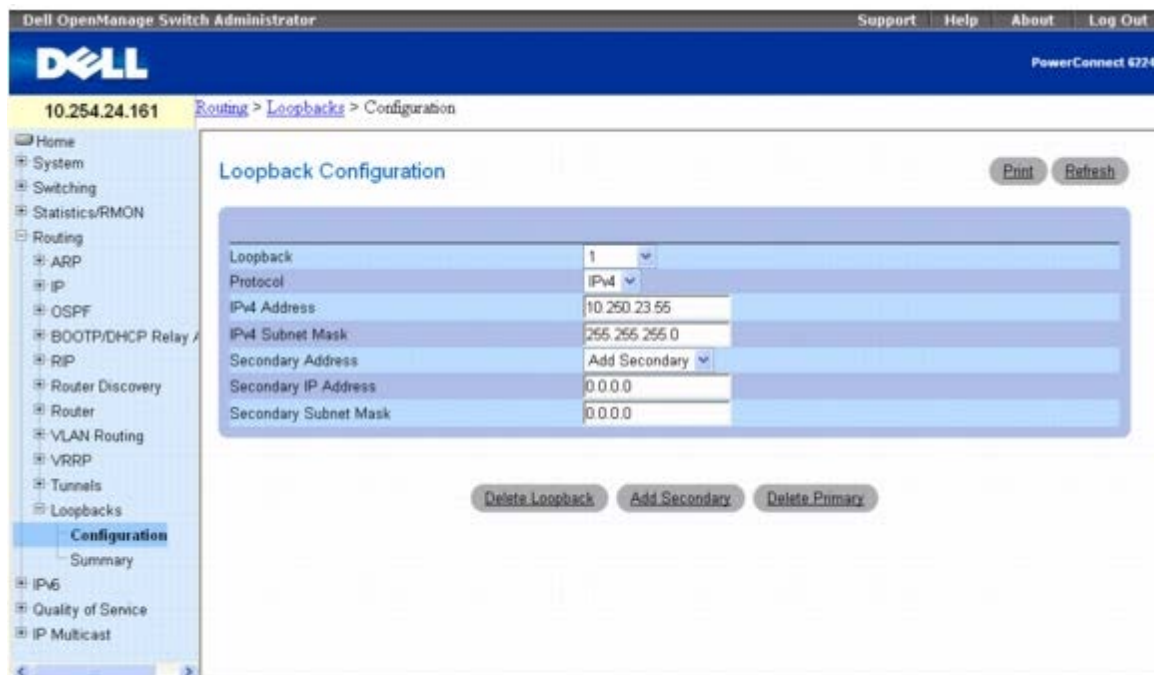 Dell OpenManage Switch Administrator
Support Help About Log Out
DELL
PowerConnect 6224
10.254.24.161
Routing > Loopbacks > Configuration
Home
System
Switching
Statistics/RMON
Routing
ARP
IP
OSPF
BOOTP/DHCP Relay A
RIP
Router Discovery
Router
VLAN Routing
VRRP
Tunnels
Loopbacks
Configuration
Summary
IPv6
Quality of Service
IP Multicast
Loopback Configuration
Print Refresh
Loopback 1
Protocol IPv4
IPv4 Address 10.250.23.55
IPv4 Subnet Mask 255.255.255.0
Secondary Address Add Secondary
Secondary IP Address 0.0.0.0
Secondary Subnet Mask 0.0.0.0
Delete Loopback Add Secondary Delete Primary